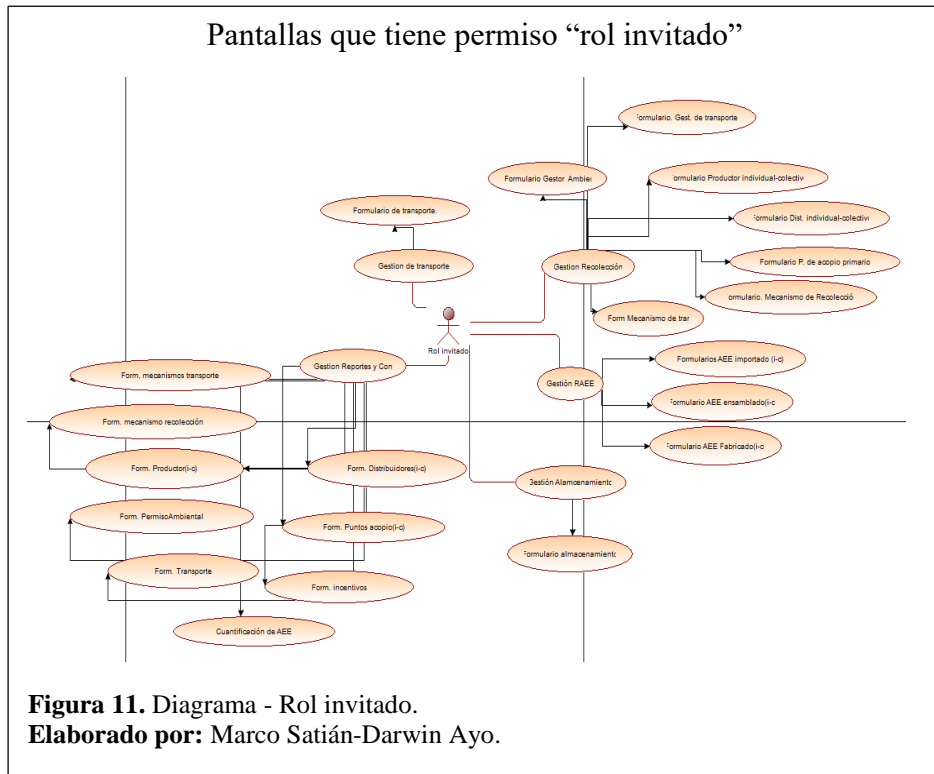 Pantallas que tiene permiso “rol invitado”
Formulario. Gest. de transporte
Formulario Gestor Ambier
Formulario Productor individual-colectiv
Formulario de transporte.
Formulario Dist. individual-colectiv
Gestion de transporte
Gestion Recolección
Formulario P. de acopio primario
ormulario. Mecanismo de Recolecció
Form Mecanismo de trar
Rol invitado
Formularios AEE importado (i-c)
Gestion Reportes y Con
Form, mecanismos transporte
Gestión RAEE
Formulario AEE ensamblado(i-c
Form. mecanismo recolección
Formulario AEE Fabricado(i-c
Form. Productor(i-c)
Form. Distribuidores(i-c)
Gestión Alamocenamiento
Form. PermisoAmbiental
Form. Puntos acopio(i-c)
Formulario almacenamiento
Form. Transporte
Form. incentivos
Cuantificación de AEE
Figura 11. Diagrama - Rol invitado.
Elaborado por: Marco Satián-Darwin Ayo.